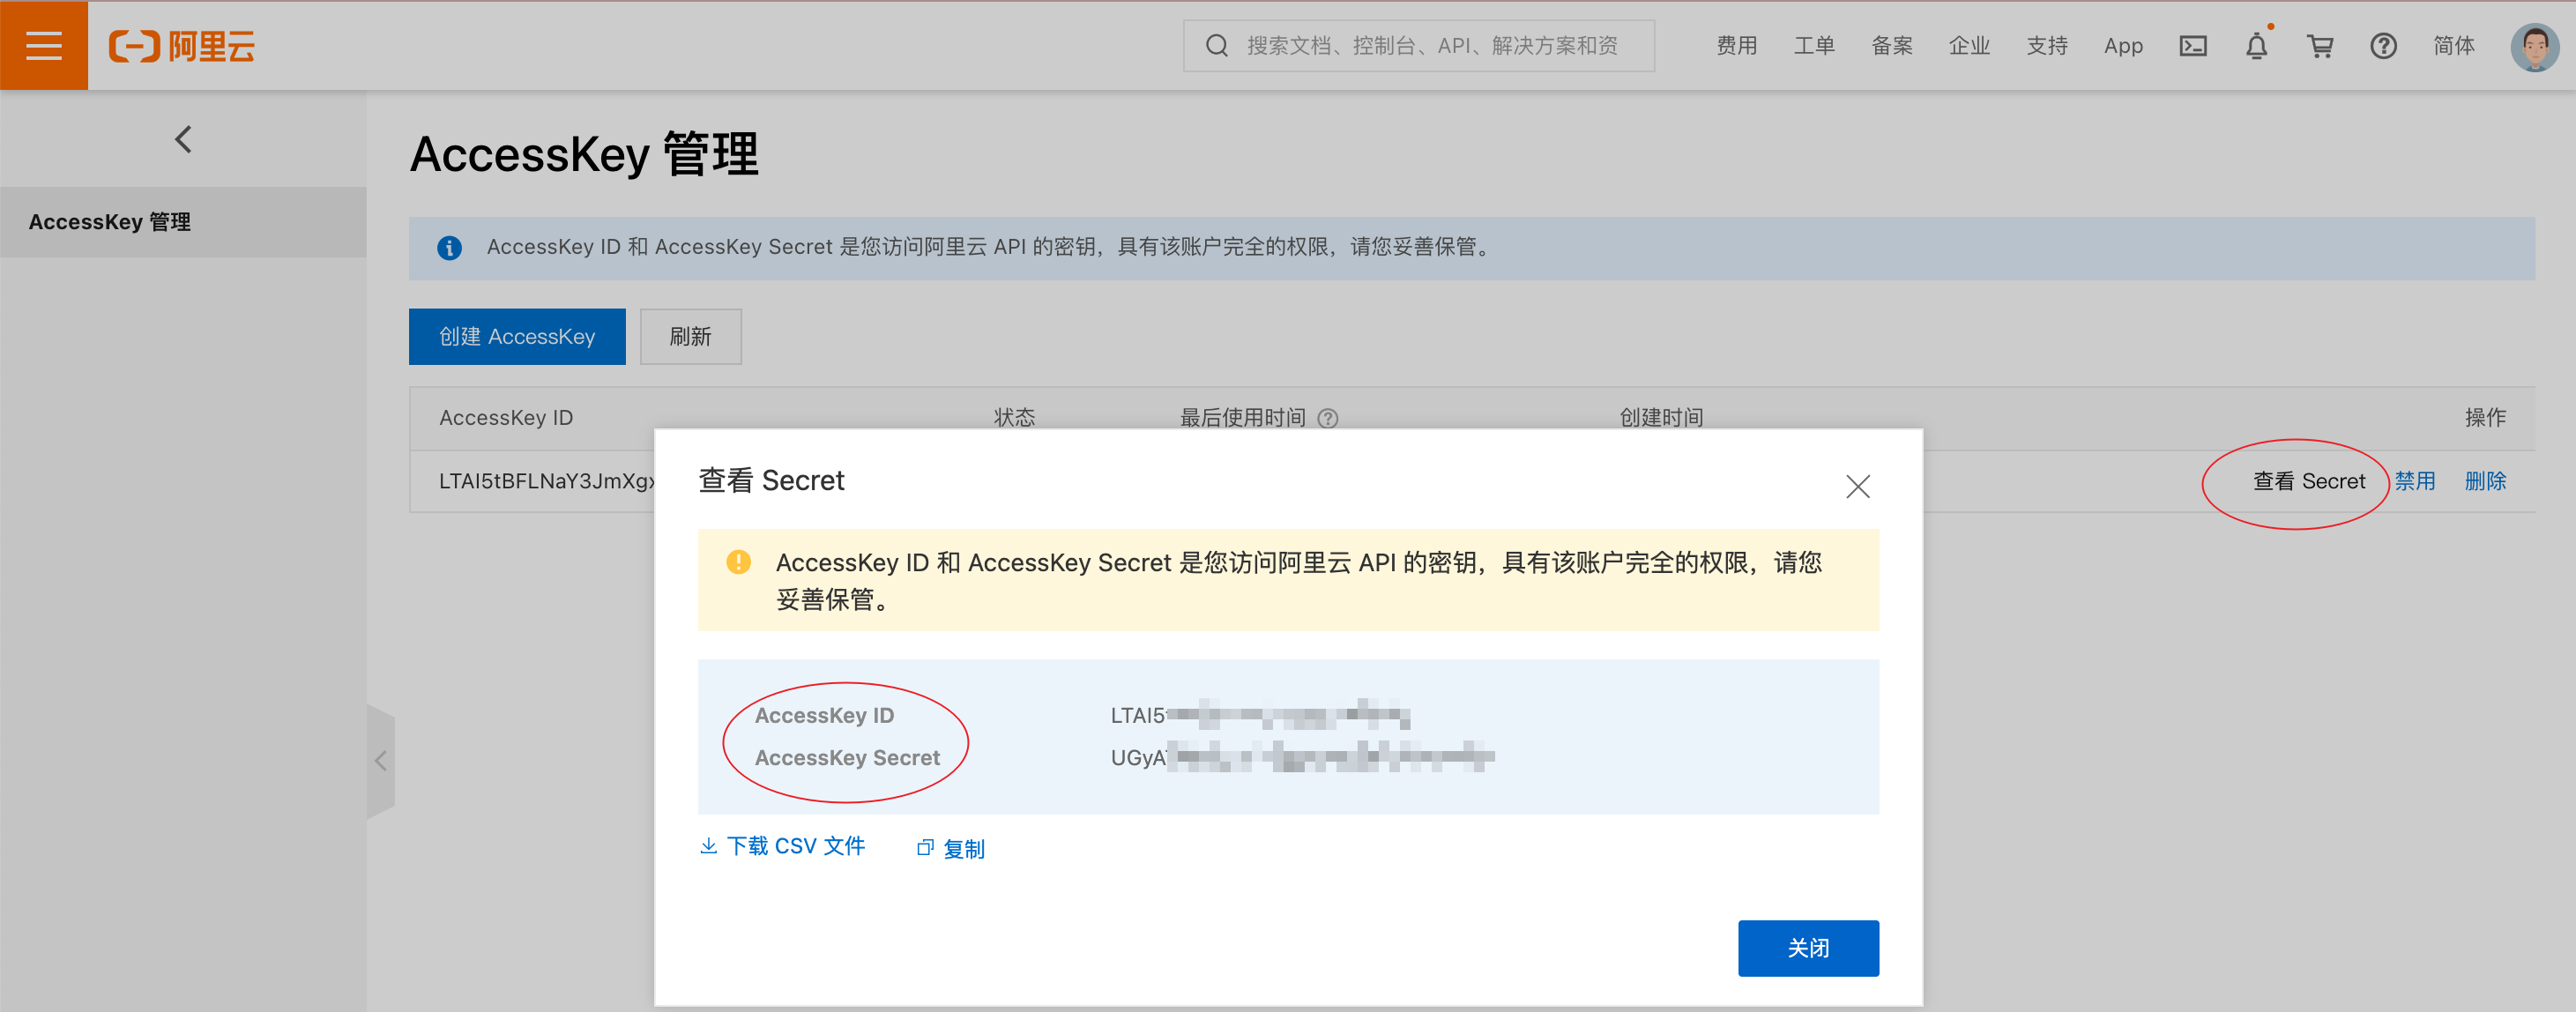 阿里云
搜索文档、控制台、API、解决方案和资
费用 工单 备案 企业 支持 App 简体
AccessKey 管理
AccessKey 管理
AccessKey ID 和 AccessKey Secret 是您访问阿里云 API 的密钥，具有该账户完全的权限，请您妥善保管。
创建 AccessKey 刷新
AccessKey ID 状态 最后使用时间 创建时间 操作
LTAI5tBFLNaY3JmXgx 查看 Secret 禁用 删除
查看 Secret
AccessKey ID 和 AccessKey Secret 是您访问阿里云 API 的密钥，具有该账户完全的权限，请您
妥善保管。
AccessKey ID LTAI5
AccessKey Secret UGyA
下载 CSV 文件 复制
关闭